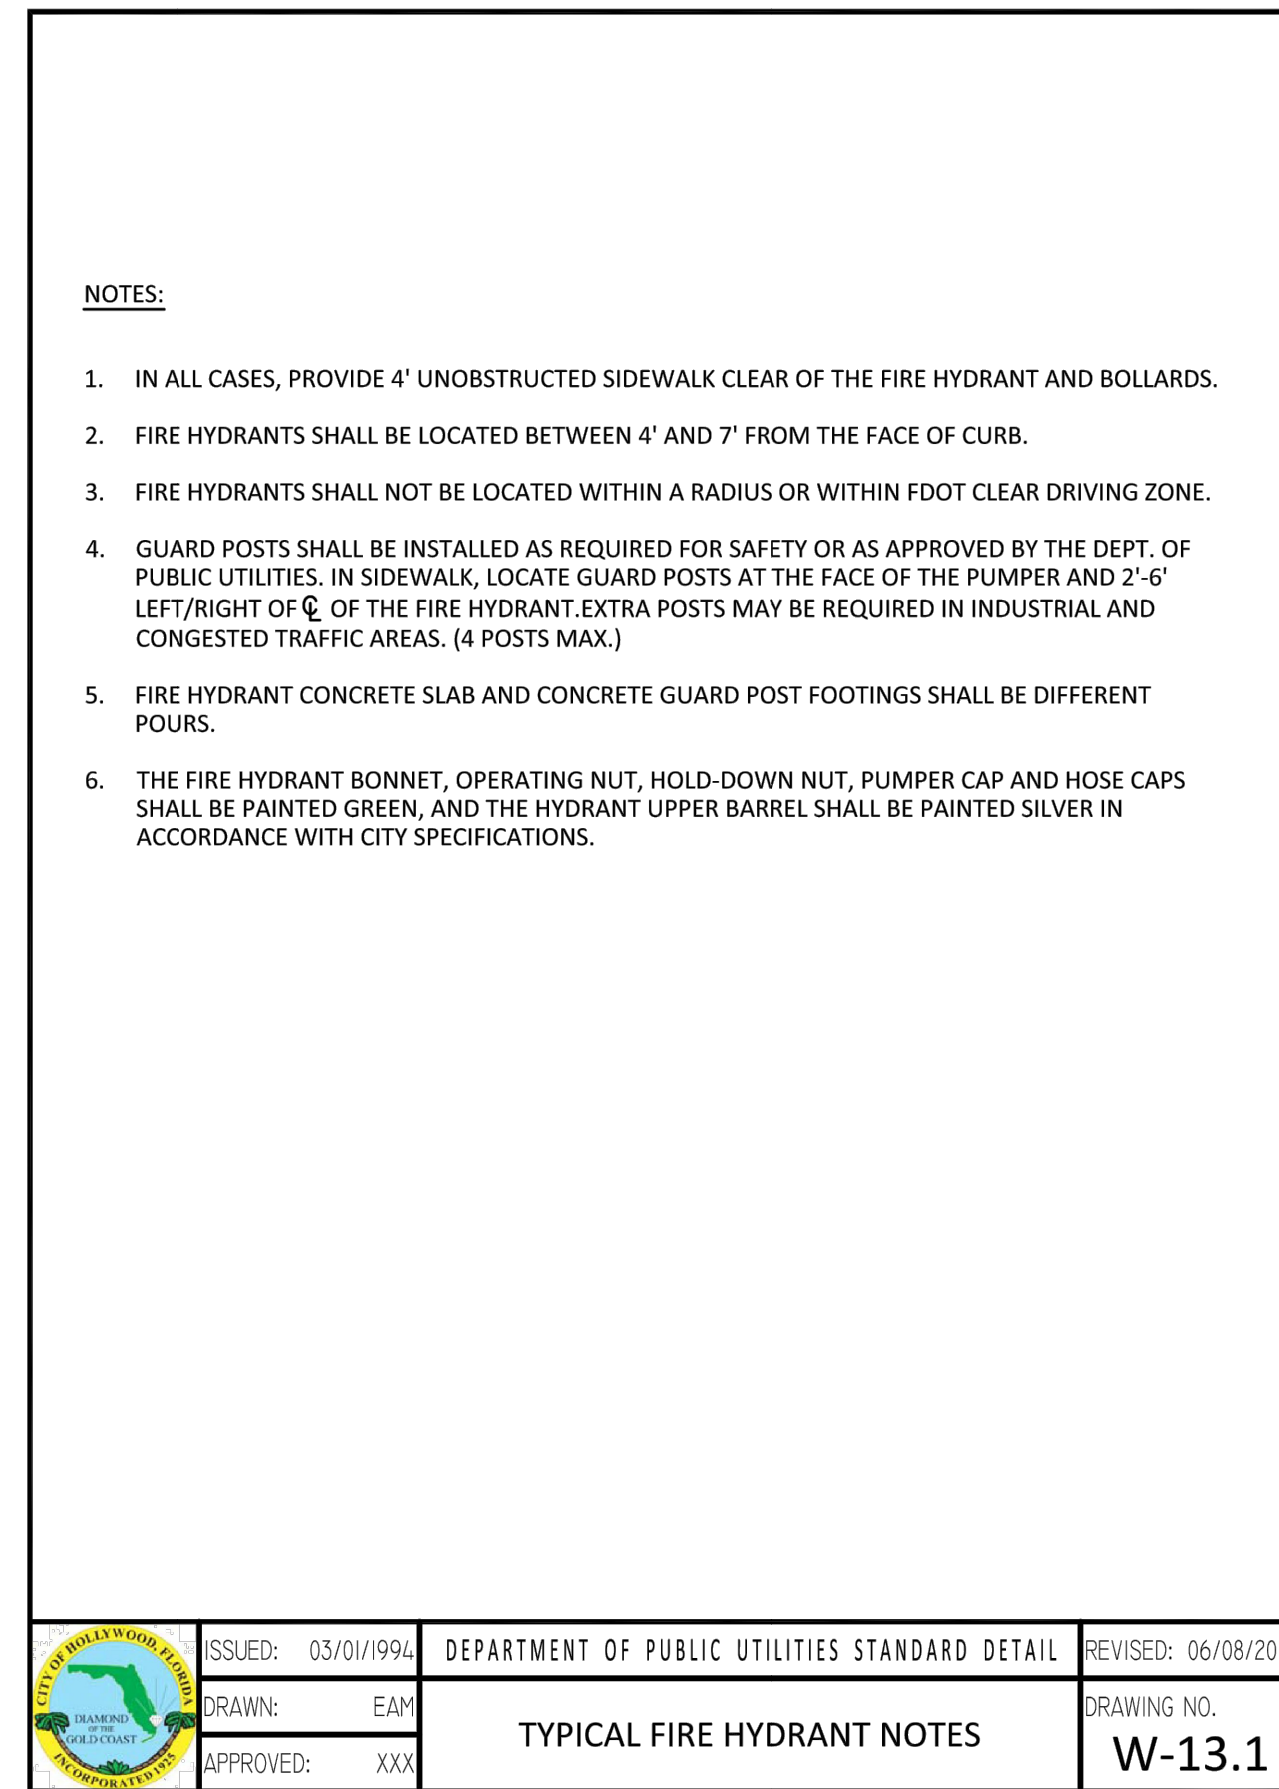 NOTES:
1. IN ALL CASES, PROVIDE 4' UNOBSTRUCTED SIDEWALK CLEAR OF THE FIRE HYDRANT AND BOLLARDS.
2. FIRE HYDRANTS SHALL BE LOCATED BETWEEN 4' AND 7' FROM THE FACE OF CURB.
3. FIRE HYDRANTS SHALL NOT BE LOCATED WITHIN A RADIUS OR WITHIN FDOT CLEAR DRIVING ZONE.
4. GUARD POSTS SHALL BE INSTALLED AS REQUIRED FOR SAFETY OR AS APPROVED BY THE DEPT. OF
PUBLIC UTILITIES. IN SIDEWALK, LOCATE GUARD POSTS AT THE FACE OF THE PUMPER AND 2'-6'
LEFT/RIGHT OF ℄ OF THE FIRE HYDRANT.EXTRA POSTS MAY BE REQUIRED IN INDUSTRIAL AND
CONGESTED TRAFFIC AREAS. (4 POSTS MAX.)
5. FIRE HYDRANT CONCRETE SLAB AND CONCRETE GUARD POST FOOTINGS SHALL BE DIFFERENT
POURS.
6. THE FIRE HYDRANT BONNET, OPERATING NUT, HOLD-DOWN NUT, PUMPER CAP AND HOSE CAPS
SHALL BE PAINTED GREEN, AND THE HYDRANT UPPER BARREL SHALL BE PAINTED SILVER IN
ACCORDANCE WITH CITY SPECIFICATIONS.
CITY OF HOLLYWOOD, FLORIDA
DIAMOND
OF THE
GOLD COAST
INCORPORATED 1925
ISSUED: 03/01/1994
DRAWN: EAM
APPROVED: XXX
DEPARTMENT OF PUBLIC UTILITIES STANDARD DETAIL
TYPICAL FIRE HYDRANT NOTES
REVISED: 06/08/20
DRAWING NO.
W-13.1